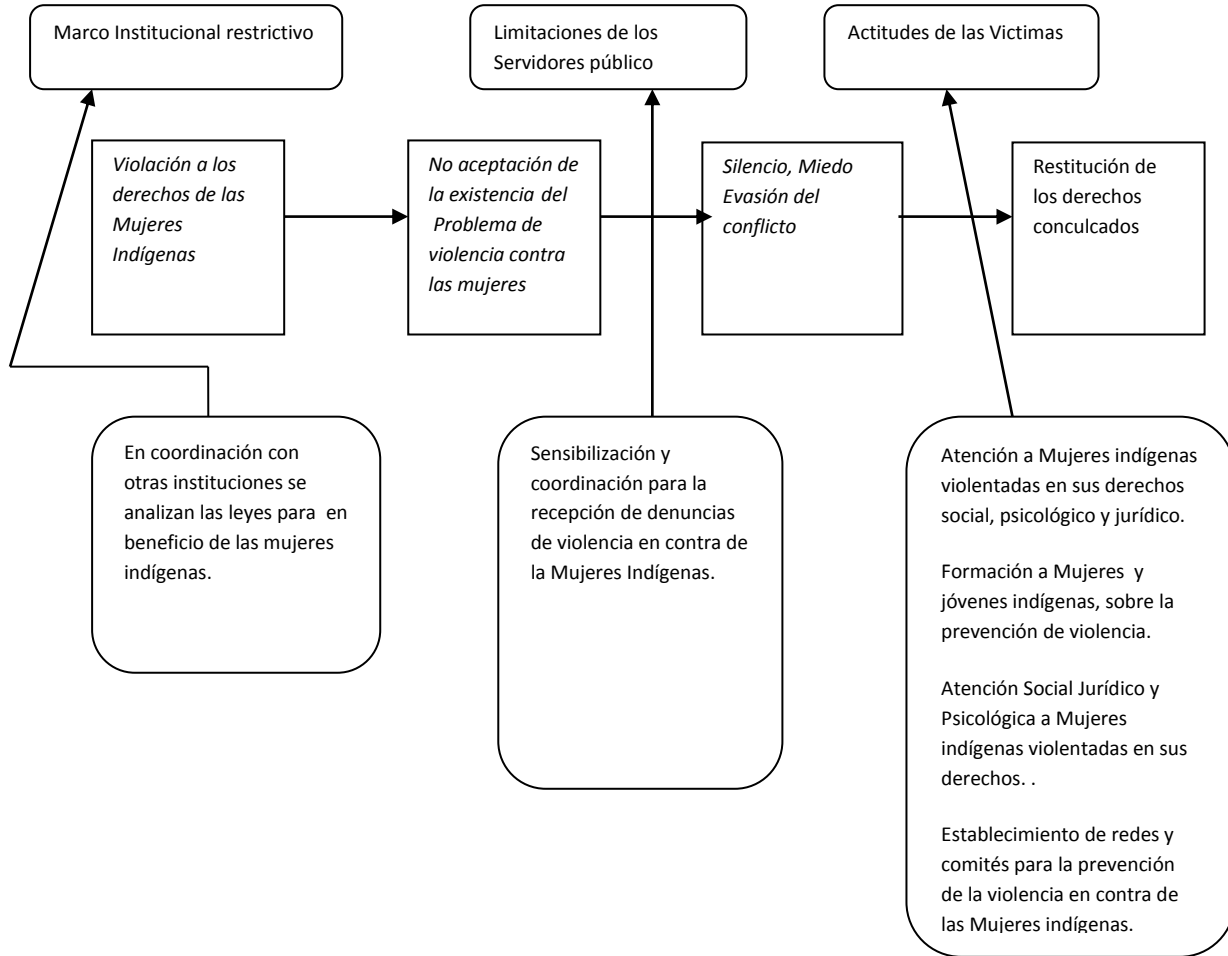 Marco Institucional restrictivo
Limitaciones de los
Servidores público
Actitudes de las Victimas
Violación a los
derechos de las
Mujeres
Indígenas
No aceptación de
la existencia del
Problema de
violencia contra
las mujeres
Silencio, Miedo
Evasión del
conflicto
Restitución de
los derechos
conculcados
En coordinación con
otras instituciones se
analizan las leyes para  en
beneficio de las mujeres
indígenas.
Sensibilización y
coordinación para la
recepción de denuncias
de violencia en contra de
la Mujeres Indígenas.
Atención a Mujeres indígenas
violentadas en sus derechos
social, psicológico y jurídico.
Formación a Mujeres  y
jóvenes indígenas, sobre la
prevención de violencia.
Atención Social Jurídico y
Psicológica a Mujeres
indígenas violentadas en sus
derechos. .
Establecimiento de redes y
comités para la prevención
de la violencia en contra de
las Mujeres indígenas.